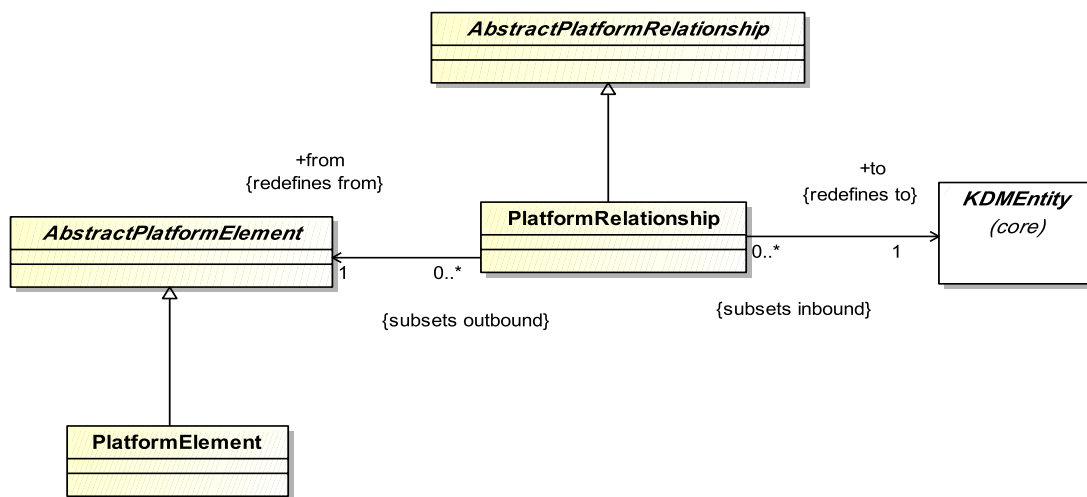 AbstractPlatformRelationship
+from
{redefines from}
+to
{redefines to}
AbstractPlatformElement
PlatformRelationship
KDMEntity
(core)
1
0..*
0..*
1
{subsets outbound}
{subsets inbound}
PlatformElement